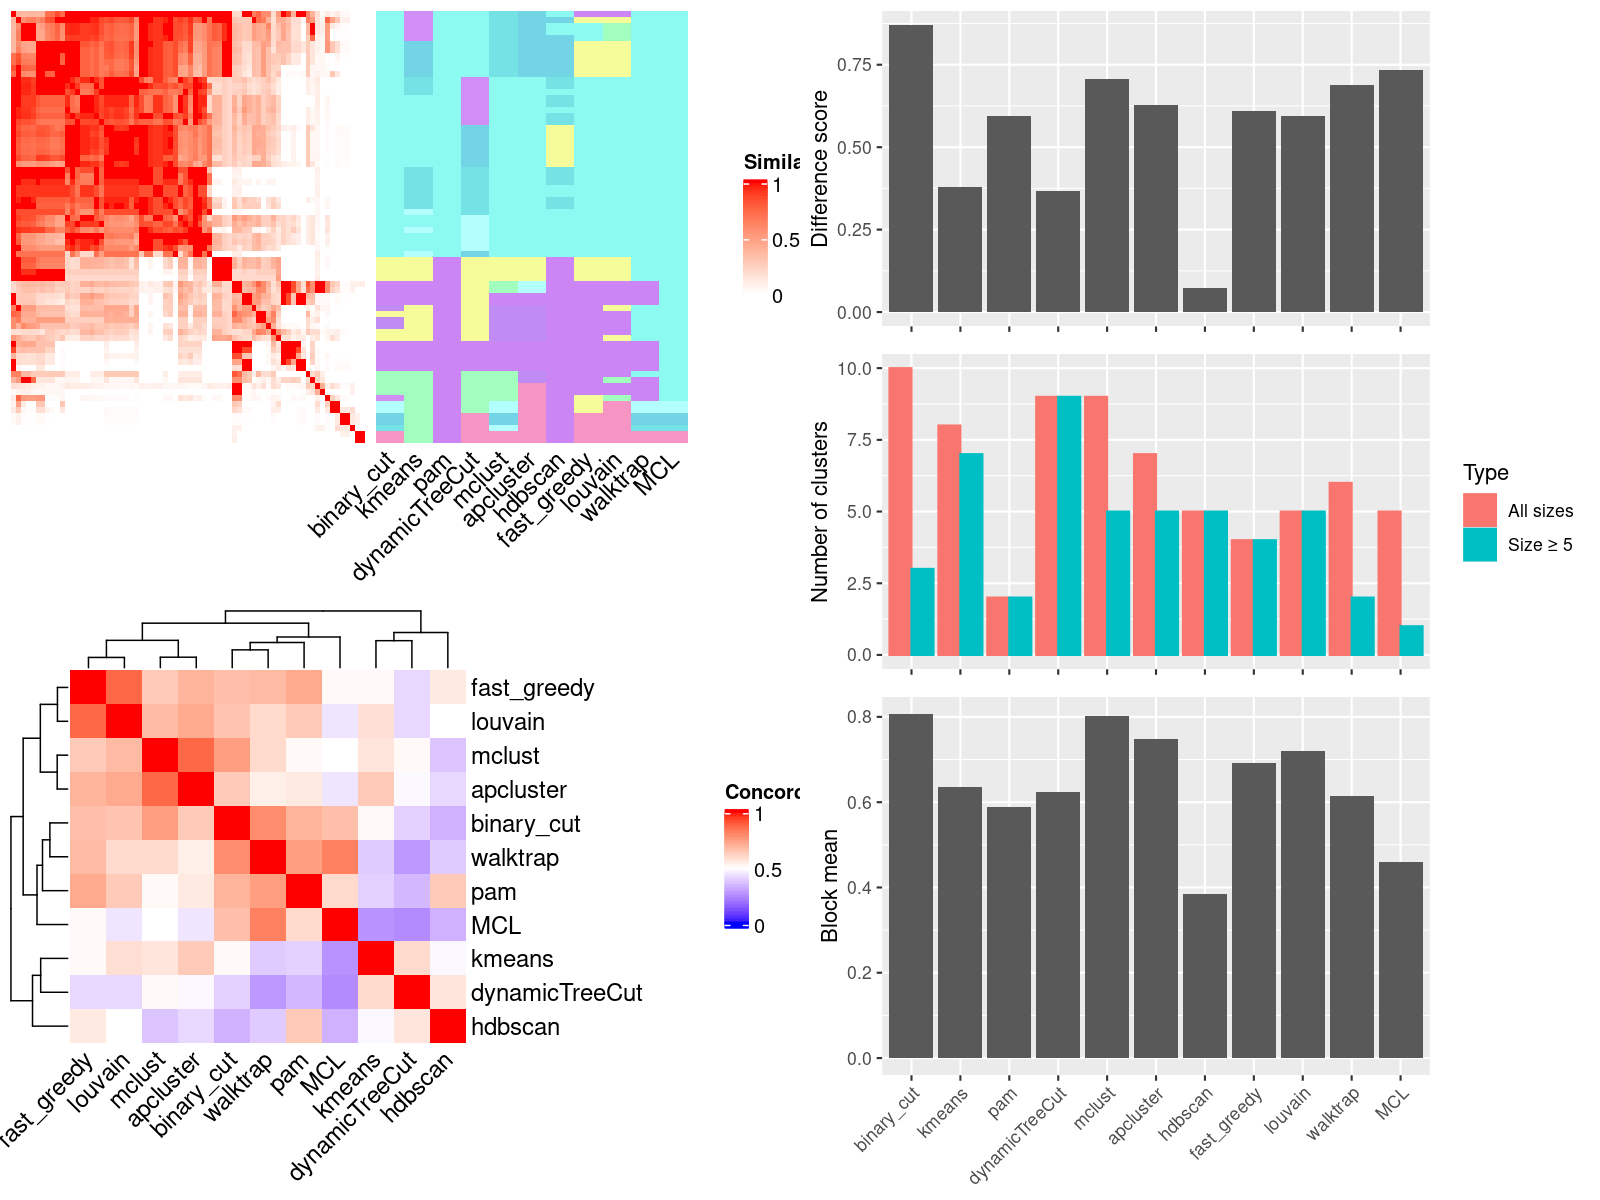 Simila
1
0.5
0
binary_cut
kmeans
pam
dynamicTreeCut
mclust
apcluster
hdbscan
fast_greedy
louvain
walktrap
MCL
Difference score
0.75
0.50
0.25
0.00
Number of clusters
10.0
7.5
5.0
2.5
0.0
Type
All sizes
Size ≥ 5
fast_greedy
louvain
mclust
apcluster
binary_cut
walktrap
pam
MCL
kmeans
dynamicTreeCut
hdbscan
fast_greedy
louvain
mclust
apcluster
binary_cut
walktrap
pam
MCL
kmeans
dynamicTreeCut
hdbscan
Concord
1
0.5
0
Block mean
0.8
0.6
0.4
0.2
0.0
binary_cut
kmeans
pam
dynamicTreeCut
mclust
apcluster
hdbscan
fast_greedy
louvain
walktrap
MCL